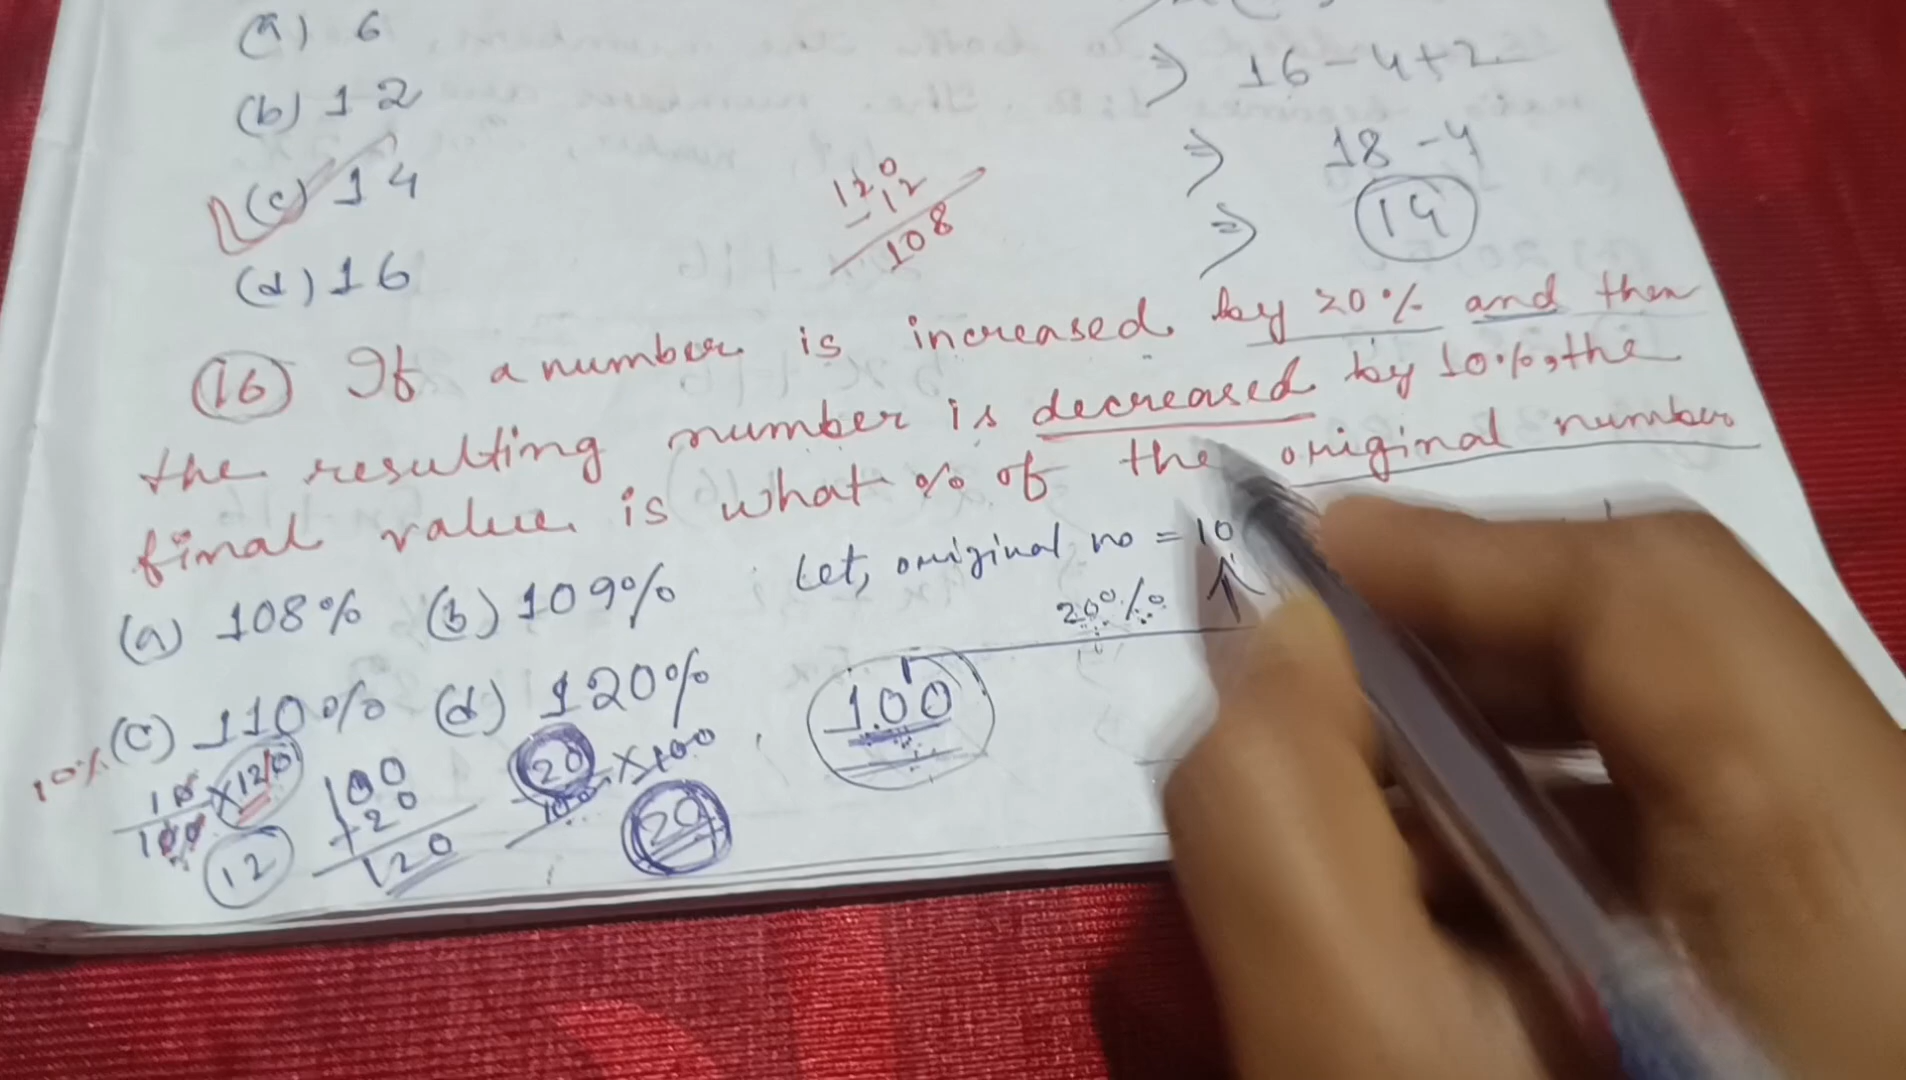 (a) 6
(b) 12
(c) 14
(d) 16
⇒ 16-4+2
⇒ 18-4
⇒ 14
120
-12
108
(16) If a number is increased by 20% and then
the resulting number is decreased by 10%, the
final value is what % of the original number
(a) 108% (b) 109%
(c) 110% (d) 120%
Let, original no = 10
20% ↑
100
10%
10/100 × 120
12
100
+20
120
20/100 × 100
20